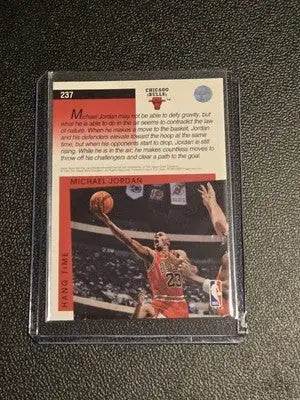 237
CHICAGO
BULLS
Michael Jordan may not be able to defy gravity, but
what he is able to do in the air seems to contradict the law
of nature. When he makes a move to the basket, Jordan
and his defenders elevate toward the hoop at the same
time, but when his opponents start to drop, Jordan is still
rising. While he is in the air, he makes countless moves to
throw off his challengers and clear a path to the goal.
MICHAEL JORDAN
HANG TIME
23
NBA